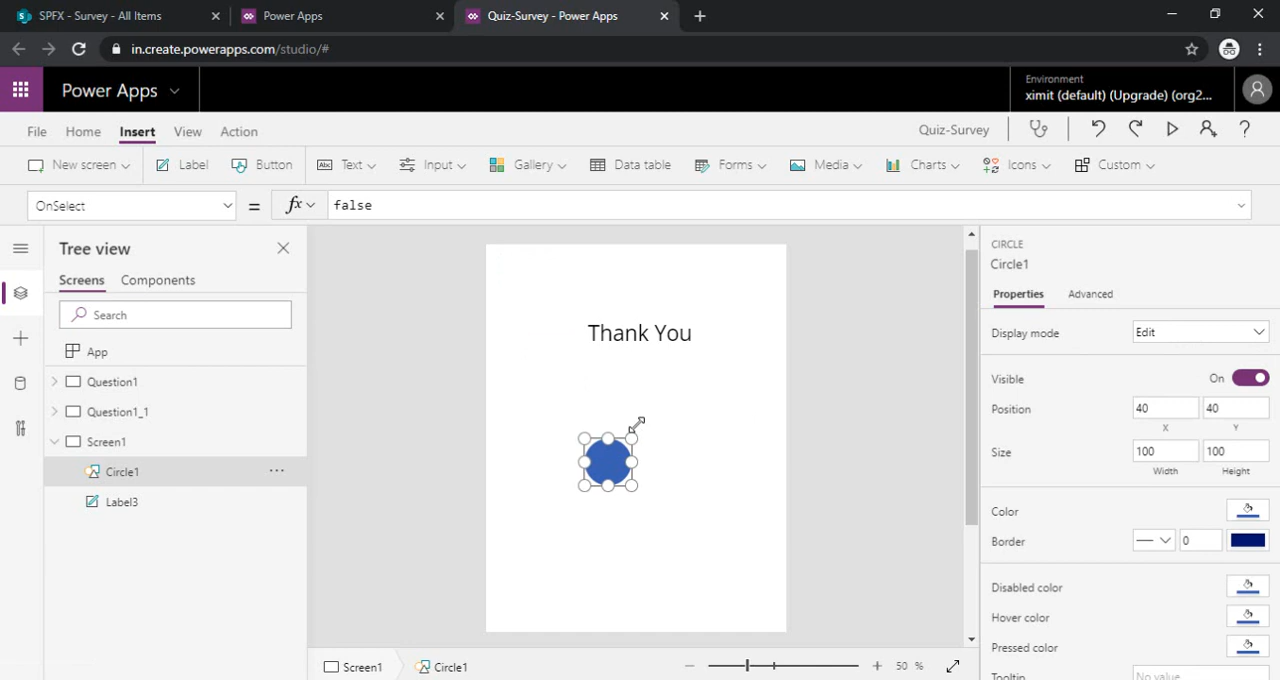 SPFX - Survey - All Items
Power Apps
Quiz-Survey - Power Apps
in.create.powerapps.com/studio/#
Power Apps
Environment
ximit (default) (Upgrade) (org2...
File Home Insert View Action
Quiz-Survey
New screen Label Button Abc Text Input Gallery Data table Forms Media Charts Icons Custom
OnSelect = fx false
Tree view
Screens Components
Search
App
Question1
Question1_1
Screen1
Circle1 ...
Label3
Thank You
CIRCLE
Circle1
Properties Advanced
Display mode Edit
Visible On
Position 40 40
X Y
Size 100 100
Width Height
Color
Border 0
Disabled color
Hover color
Pressed color
Tooltip No value
Screen1 Circle1
50 %